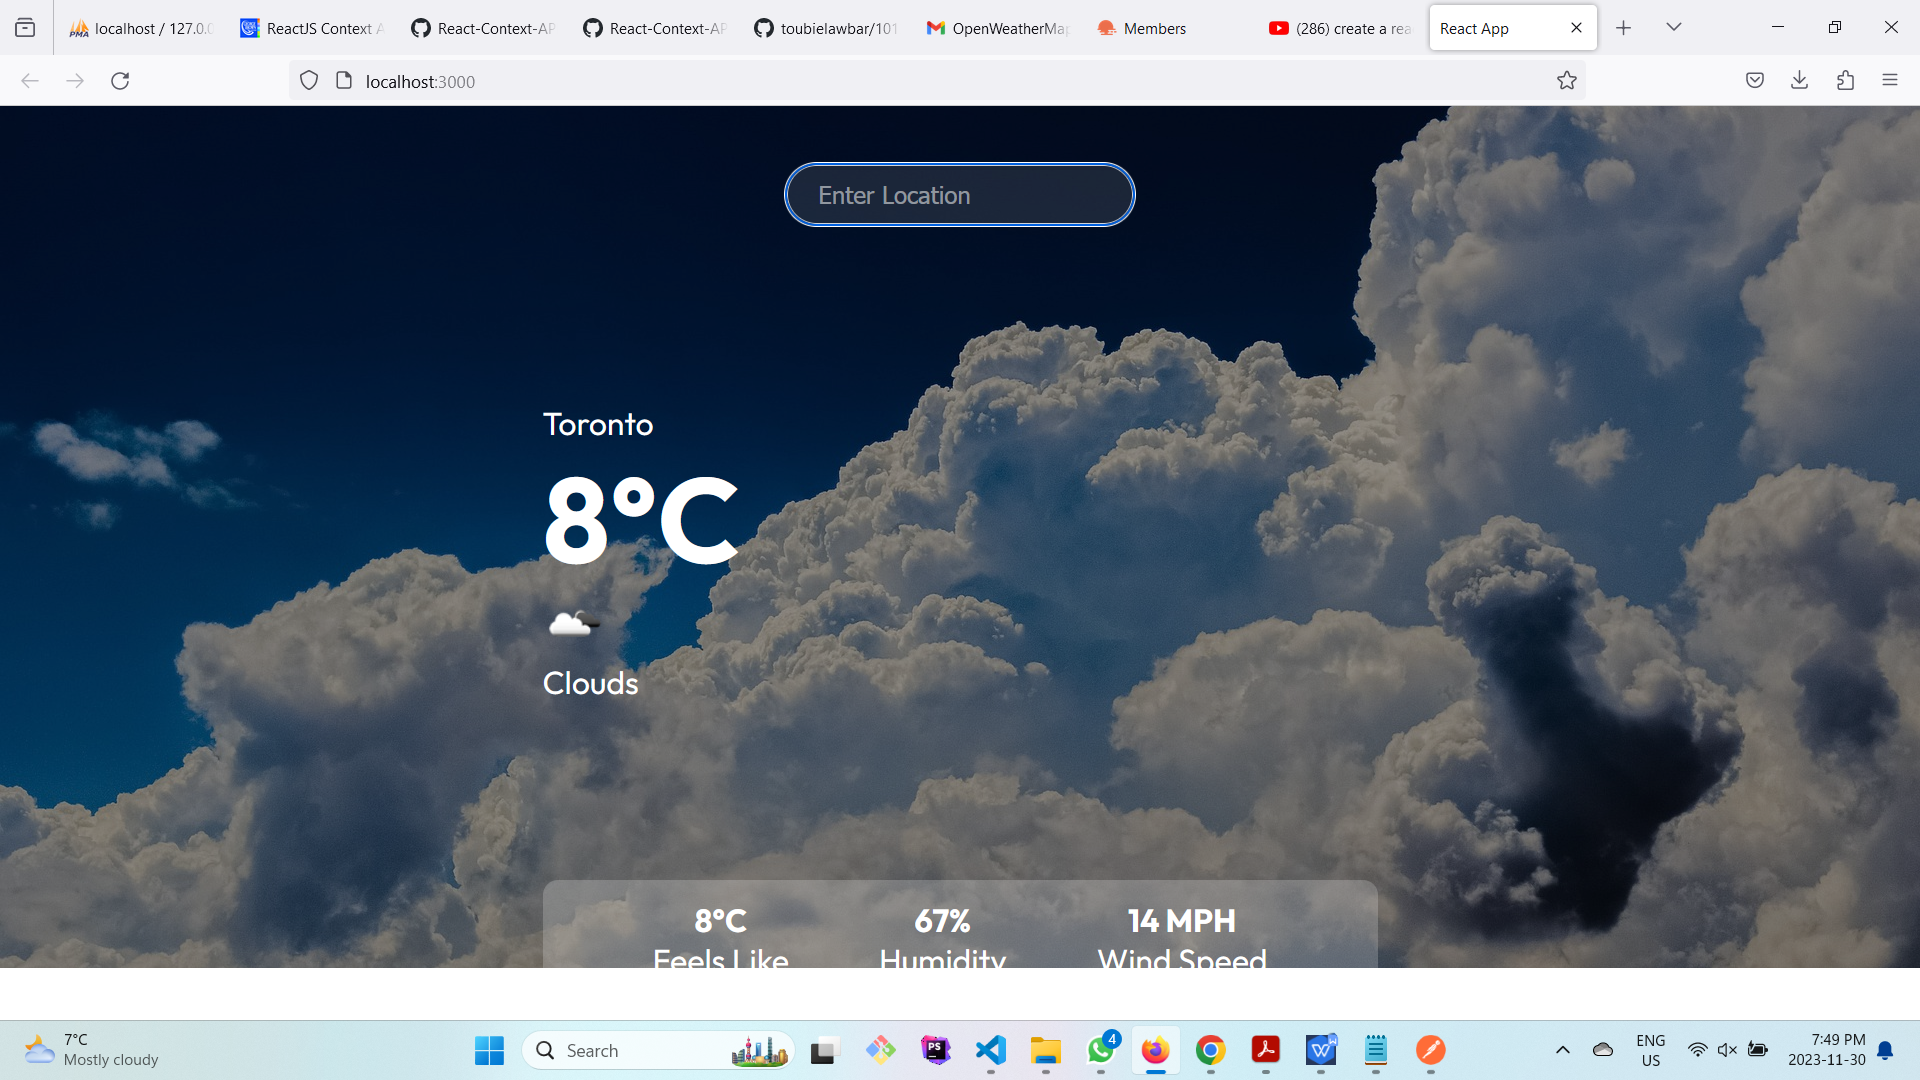 localhost / 127.0.0
ReactJS Context A
React-Context-AP
React-Context-AP
toubielawbar/101
OpenWeatherMap
Members
(286) create a rea
React App
localhost:3000
Enter Location
Toronto
8°C
Clouds
8°C
67%
14 MPH
Feels Like
Humidity
Wind Speed
7°C
Mostly cloudy
Search
4
ENG
US
7:49 PM
2023-11-30